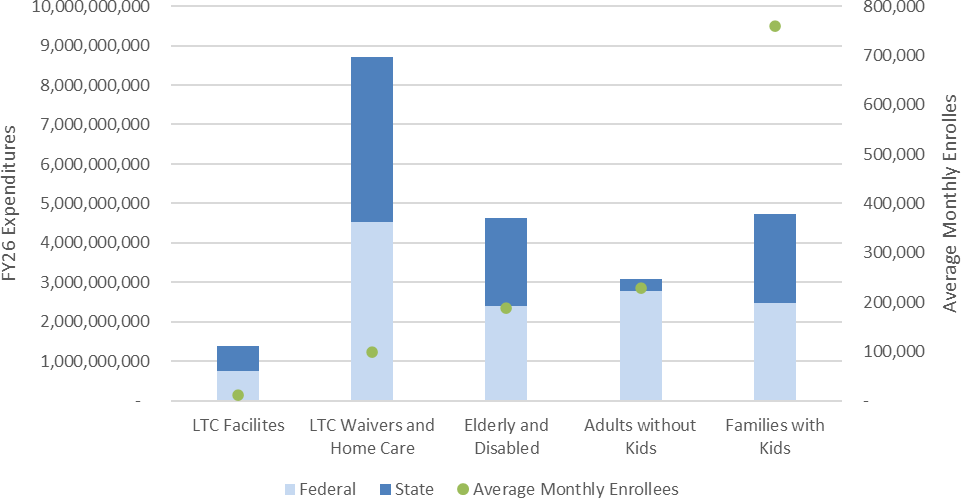 10,000,000,000
9,000,000,000
8,000,000,000
7,000,000,000
6,000,000,000
5,000,000,000
4,000,000,000
3,000,000,000
2,000,000,000
1,000,000,000
-
FY26 Expenditures
800,000
700,000
600,000
500,000
400,000
300,000
200,000
100,000
-
Average Monthly Enrolles
LTC Facilites
LTC Waivers and
Home Care
Elderly and
Disabled
Adults without
Kids
Families with
Kids
Federal
State
Average Monthly Enrollees